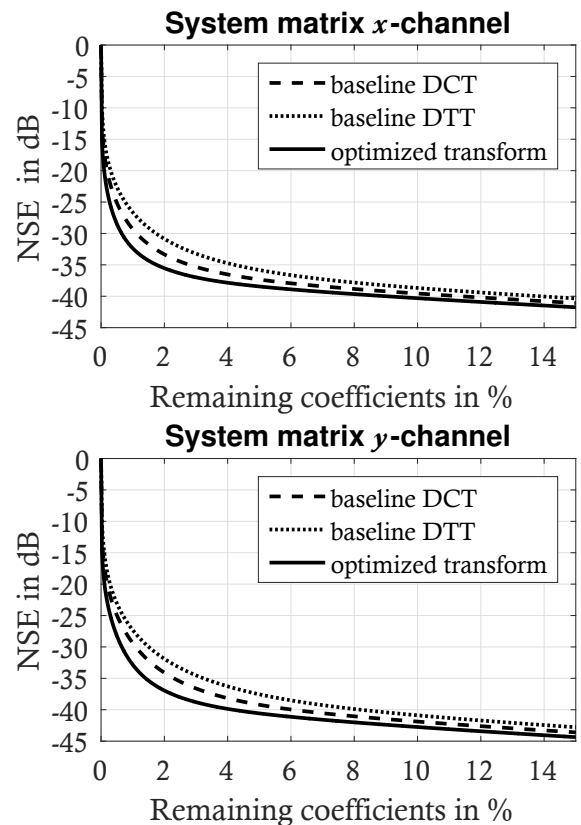 System matrix x-channel
0
-5
-10
-15
-20
-25
-30
-35
-40
-45
NSE in dB
baseline DCT
baseline DTT
optimized transform
0 2 4 6 8 10 12 14
Remaining coefficients in %
System matrix y-channel
0
-5
-10
-15
-20
-25
-30
-35
-40
-45
NSE in dB
baseline DCT
baseline DTT
optimized transform
0 2 4 6 8 10 12 14
Remaining coefficients in %